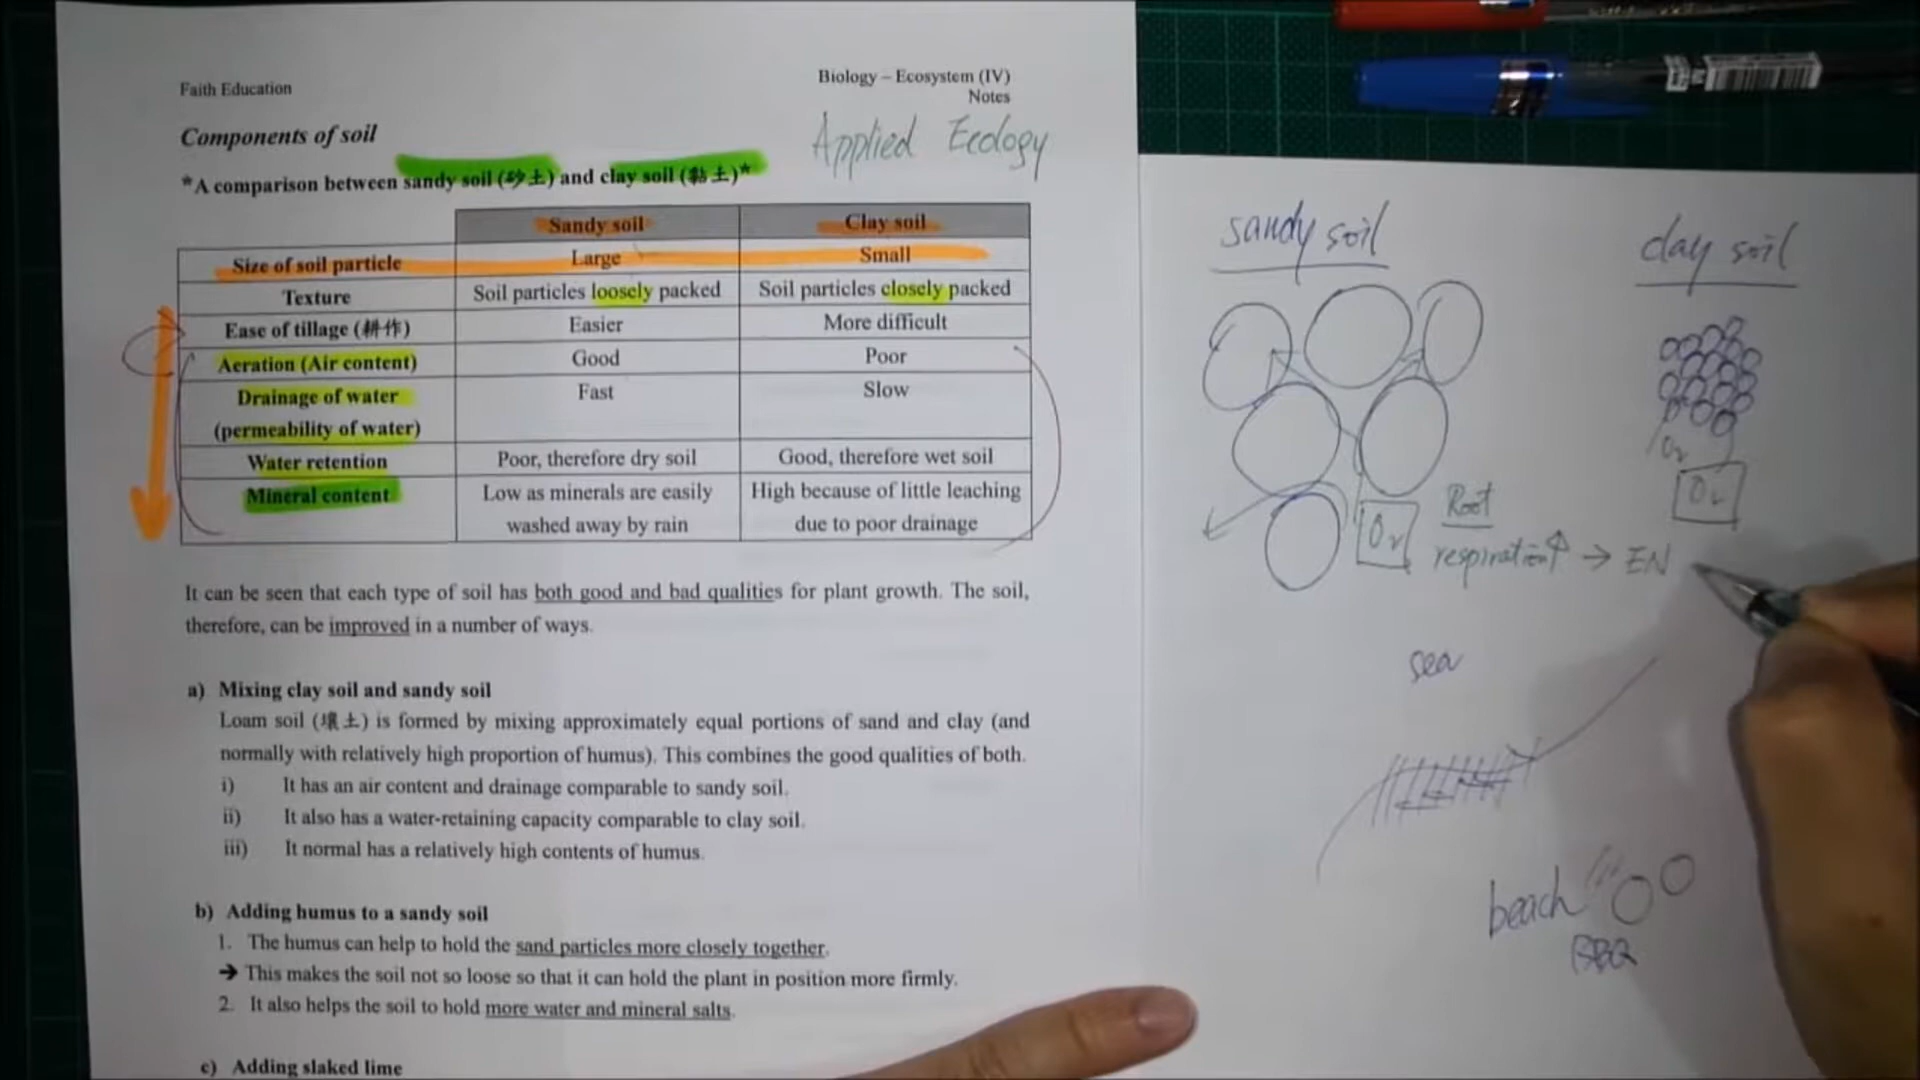 Faith Education
Biology – Ecosystem (IV)
Notes
Applied Ecology
Components of soil
*A comparison between sandy soil (砂土) and clay soil (黏土)*
Sandy soil Clay soil
Size of soil particle Large Small
Texture Soil particles loosely packed Soil particles closely packed
Ease of tillage (耕作) Easier More difficult
Aeration (Air content) Good Poor
Drainage of water Fast Slow
(permeability of water)
Water retention Poor, therefore dry soil Good, therefore wet soil
Mineral content Low as minerals are easily High because of little leaching
washed away by rain due to poor drainage
It can be seen that each type of soil has both good and bad qualities for plant growth. The soil,
therefore, can be improved in a number of ways.
a) Mixing clay soil and sandy soil
Loam soil (壤土) is formed by mixing approximately equal portions of sand and clay (and
normally with relatively high proportion of humus). This combines the good qualities of both.
i) It has an air content and drainage comparable to sandy soil.
ii) It also has a water-retaining capacity comparable to clay soil.
iii) It normal has a relatively high contents of humus.
b) Adding humus to a sandy soil
1. The humus can help to hold the sand particles more closely together.
➔ This makes the soil not so loose so that it can hold the plant in position more firmly.
2. It also helps the soil to hold more water and mineral salts.
c) Adding slaked lime
sandy soil
clay soil
O₂
O₂
O₂
Root
respiration↑ → EN
sea
beach
BBQ